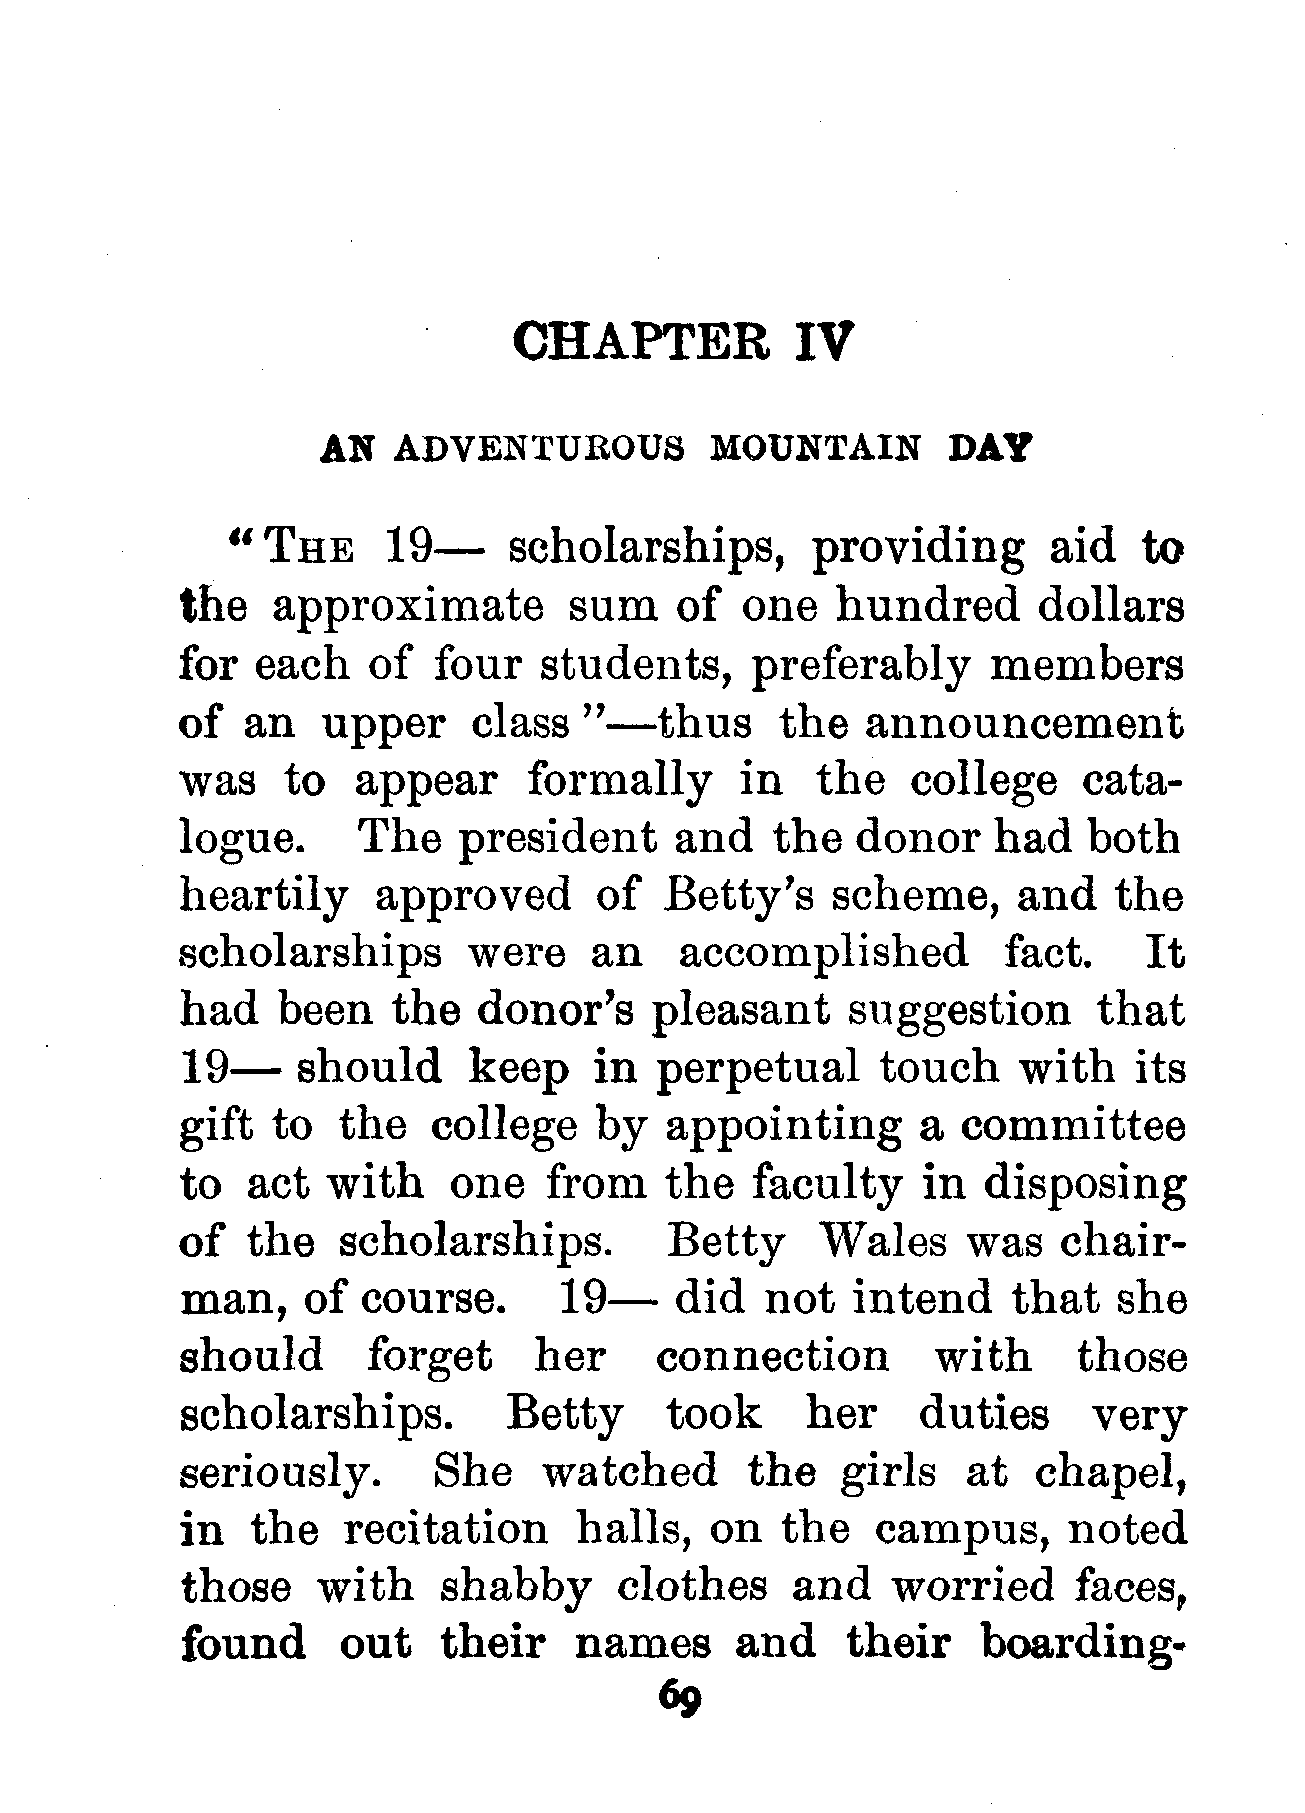 CHAPTER IV
AN ADVENTUROUS MOUNTAIN DAY
“THE 19— scholarships, providing aid to
the approximate sum of one hundred dollars
for each of four students, preferably members
of an upper class”—thus the announcement
was to appear formally in the college cata-
logue. The president and the donor had both
heartily approved of Betty's scheme, and the
scholarships were an accomplished fact. It
had been the donor's pleasant suggestion that
19— should keep in perpetual touch with its
gift to the college by appointing a committee
to act with one from the faculty in disposing
of the scholarships. Betty Wales was chair-
man, of course. 19— did not intend that she
should forget her connection with those
scholarships. Betty took her duties very
seriously. She watched the girls at chapel,
in the recitation halls, on the campus, noted
those with shabby clothes and worried faces,
found out their names and their boarding-
69